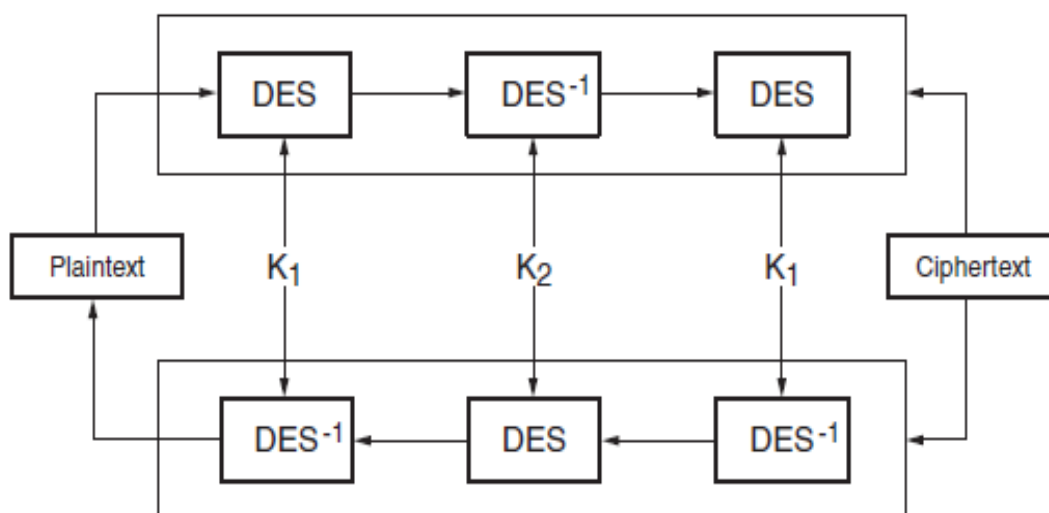 DES
DES⁻¹
DES
Plaintext
K₁
K₂
K₁
Ciphertext
DES⁻¹
DES
DES⁻¹